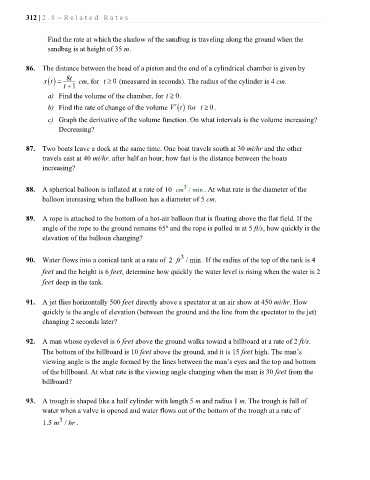 312 | 2.8 – Related Rates
Find the rate at which the shadow of the sandbag is traveling along the ground when the
sandbag is at height of 35 m.
86. The distance between the head of a piston and the end of a cylindrical chamber is given by
x(t) = 8t/(t+1) cm, for t ≥ 0 (measured in seconds). The radius of the cylinder is 4 cm.
a) Find the volume of the chamber, for t ≥ 0.
b) Find the rate of change of the volume V'(t) for t ≥ 0.
c) Graph the derivative of the volume function. On what intervals is the volume increasing?
Decreasing?
87. Two boats leave a dock at the same time. One boat travels south at 30 mi/hr and the other
travels east at 40 mi/hr. after half an hour, how fast is the distance between the boats
increasing?
88. A spherical balloon is inflated at a rate of 10 cm³ / min. At what rate is the diameter of the
balloon increasing when the balloon has a diameter of 5 cm.
89. A rope is attached to the bottom of a hot-air balloon that is floating above the flat field. If the
angle of the rope to the ground remains 65° and the rope is pulled in at 5 ft/s, how quickly is the
elevation of the balloon changing?
90. Water flows into a conical tank at a rate of 2 ft³ / min. If the radius of the top of the tank is 4
feet and the height is 6 feet, determine how quickly the water level is rising when the water is 2
feet deep in the tank.
91. A jet flies horizontally 500 feet directly above a spectator at an air show at 450 mi/hr. How
quickly is the angle of elevation (between the ground and the line from the spectator to the jet)
changing 2 seconds later?
92. A man whose eyelevel is 6 feet above the ground walks toward a billboard at a rate of 2 ft/s.
The bottom of the billboard is 10 feet above the ground, and it is 15 feet high. The man's
viewing angle is the angle formed by the lines between the man's eyes and the top and bottom
of the billboard. At what rate is the viewing angle changing when the man is 30 feet from the
billboard?
93. A trough is shaped like a half cylinder with length 5 m and radius 1 m. The trough is full of
water when a valve is opened and water flows out of the bottom of the trough at a rate of
1.5 m³ / hr.